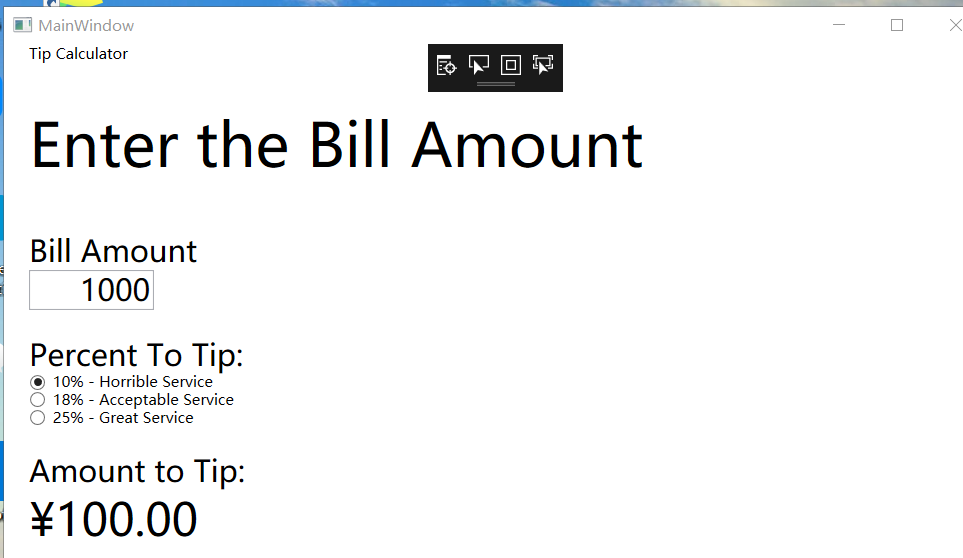 MainWindow
Tip Calculator
Enter the Bill Amount
Bill Amount
1000
Percent To Tip:
10% - Horrible Service
18% - Acceptable Service
25% - Great Service
Amount to Tip:
¥100.00